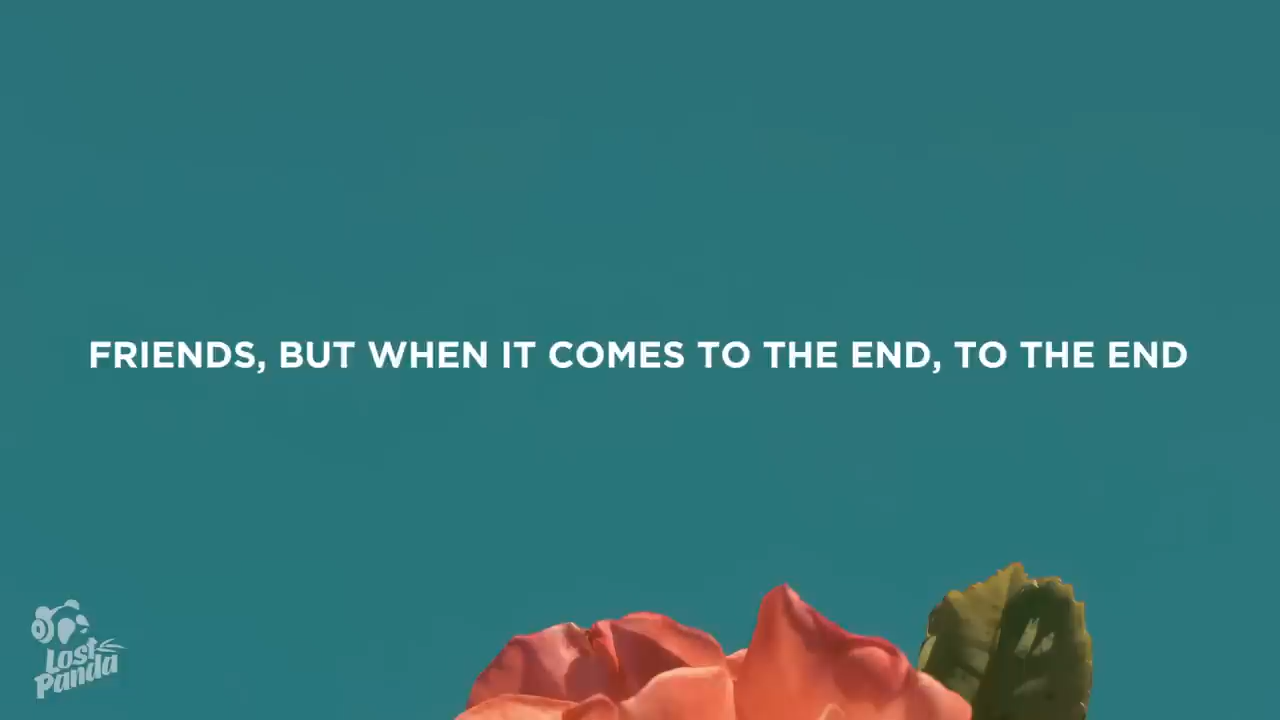 FRIENDS, BUT WHEN IT COMES TO THE END, TO THE END
Lost
Panda